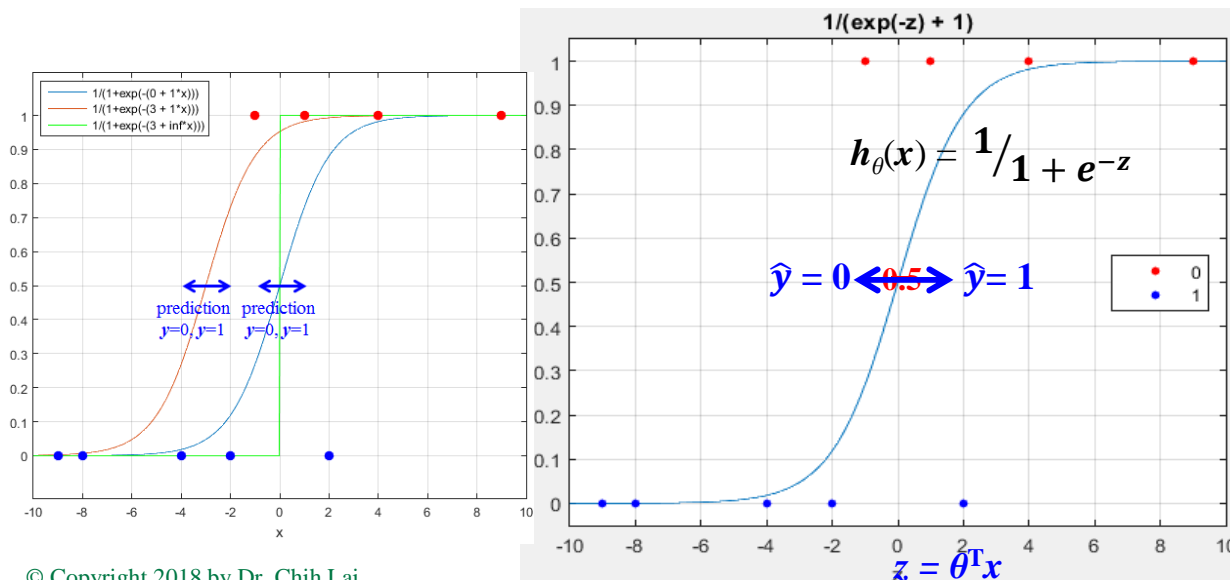 1/(1+exp(-(0 + 1*x)))
1/(1+exp(-(3 + 1*x)))
1/(1+exp(-(3 + inf*x)))
1
0.9
0.8
0.7
0.6
0.5
0.4
0.3
0.2
0.1
0
prediction
y=0, y=1
prediction
y=0, y=1
-10 -8 -6 -4 -2 0 2 4 6 8 10
x
© Copyright 2018 by Dr. Chih Lai
1/(exp(-z) + 1)
1
0.9
0.8
0.7
0.6
0.5
0.4
0.3
0.2
0.1
0
hθ(x) = 1/1 + e⁻ᶻ
ŷ = 0 0.5 ŷ = 1
0
1
-10 -8 -6 -4 -2 0 2 4 6 8 10
z = θᵀx